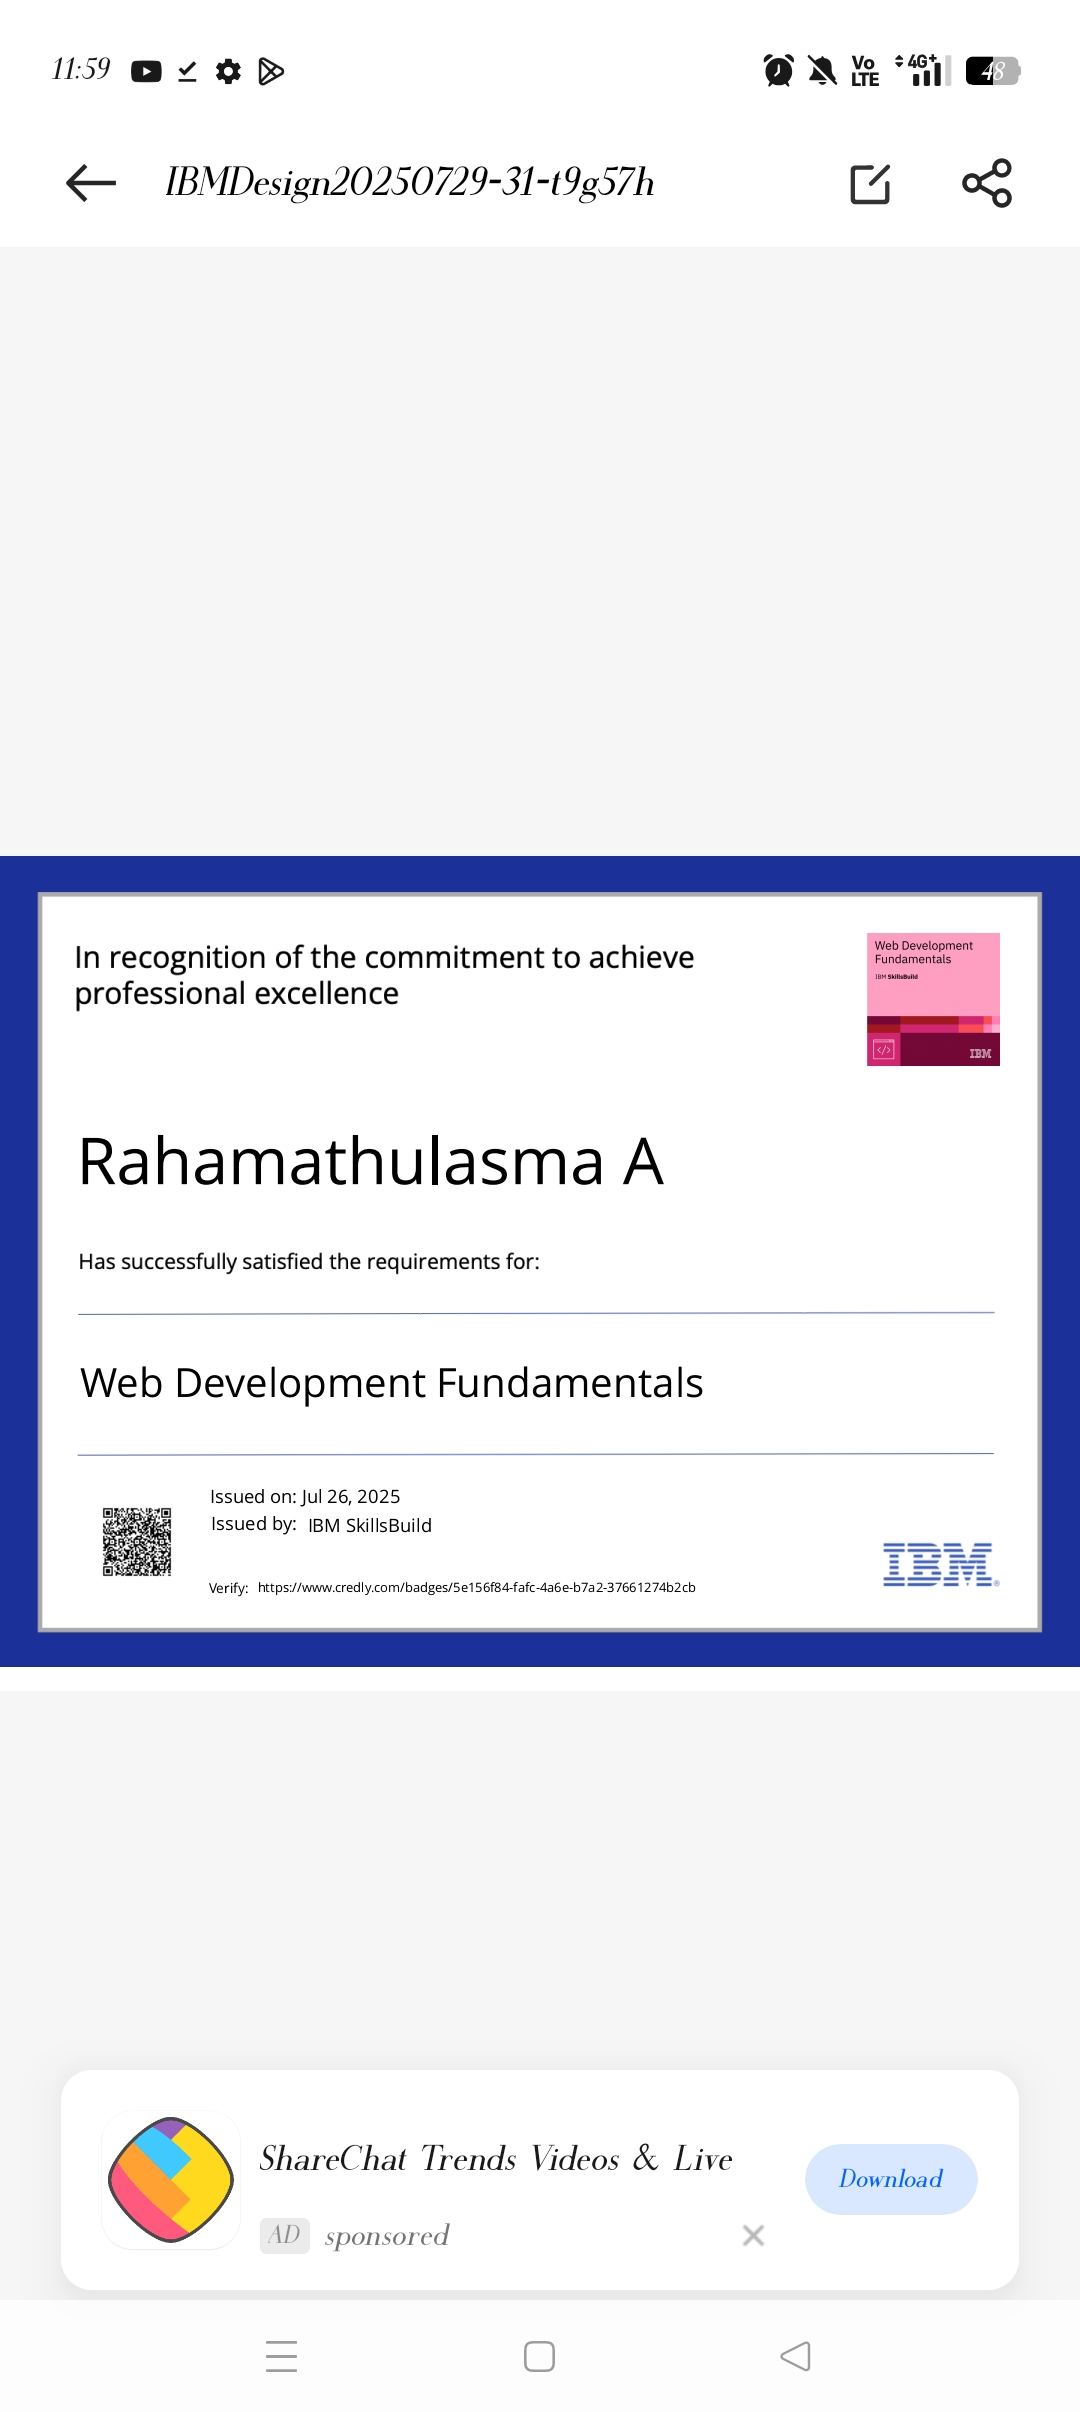 11:59
Vo LTE 4G+ 48
IBMDesign20250729-31-t9g57h
In recognition of the commitment to achieve
professional excellence
Web Development
Fundamentals
IBM SkillsBuild
</>
IBM
Rahamathulasma A
Has successfully satisfied the requirements for:
Web Development Fundamentals
Issued on: Jul 26, 2025
Issued by: IBM SkillsBuild
Verify: https://www.credly.com/badges/5e156f84-fafc-4a6e-b7a2-37661274b2cb
IBM®
ShareChat Trends Videos & Live
Download
AD sponsored